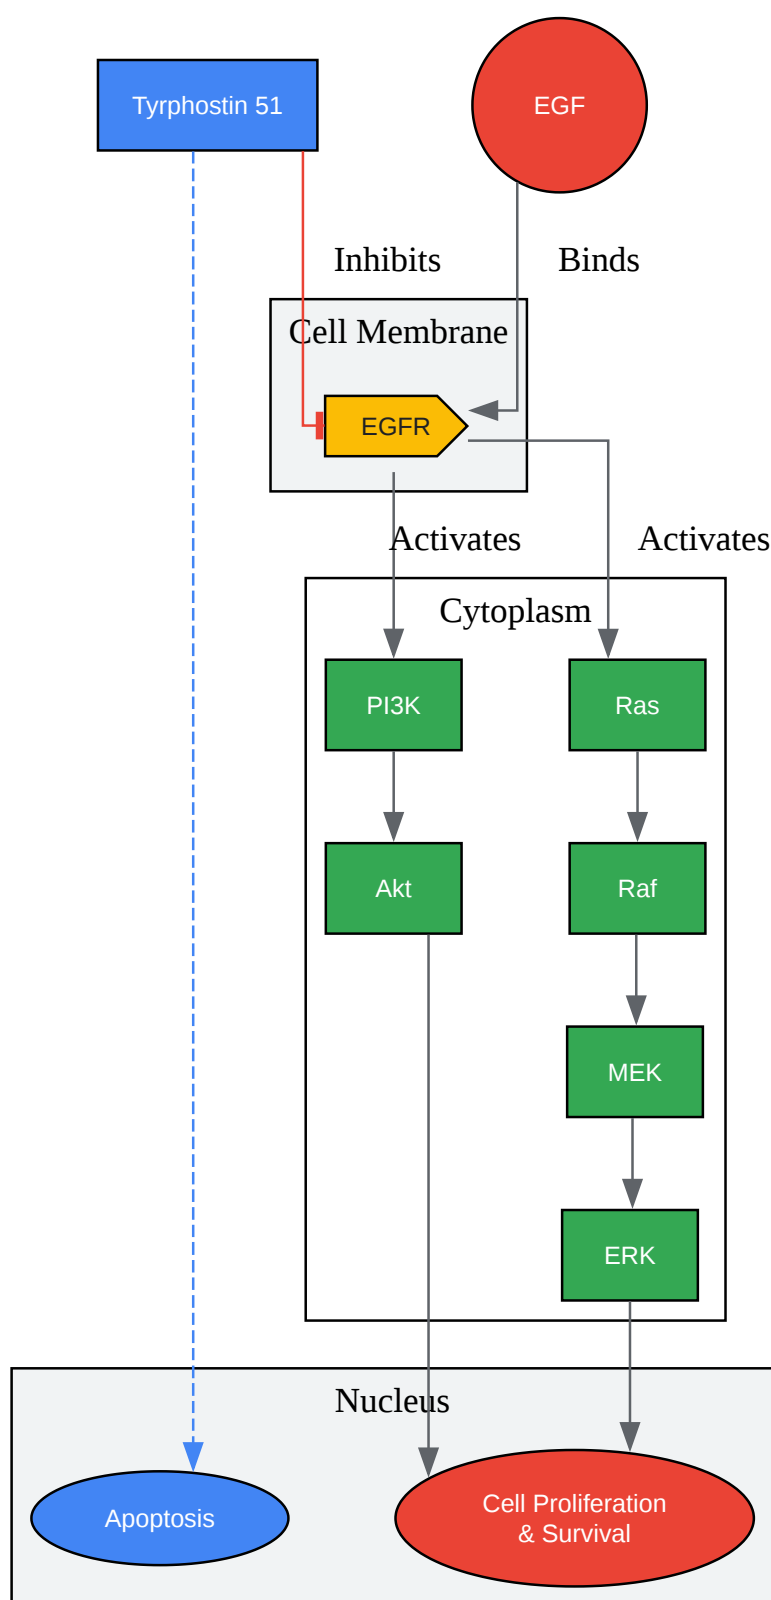 Tyrphostin 51
EGF
Inhibits
Binds
Cell Membrane
EGFR
Activates
Activates
Cytoplasm
PI3K
Ras
Akt
Raf
MEK
ERK
Nucleus
Apoptosis
Cell Proliferation
& Survival